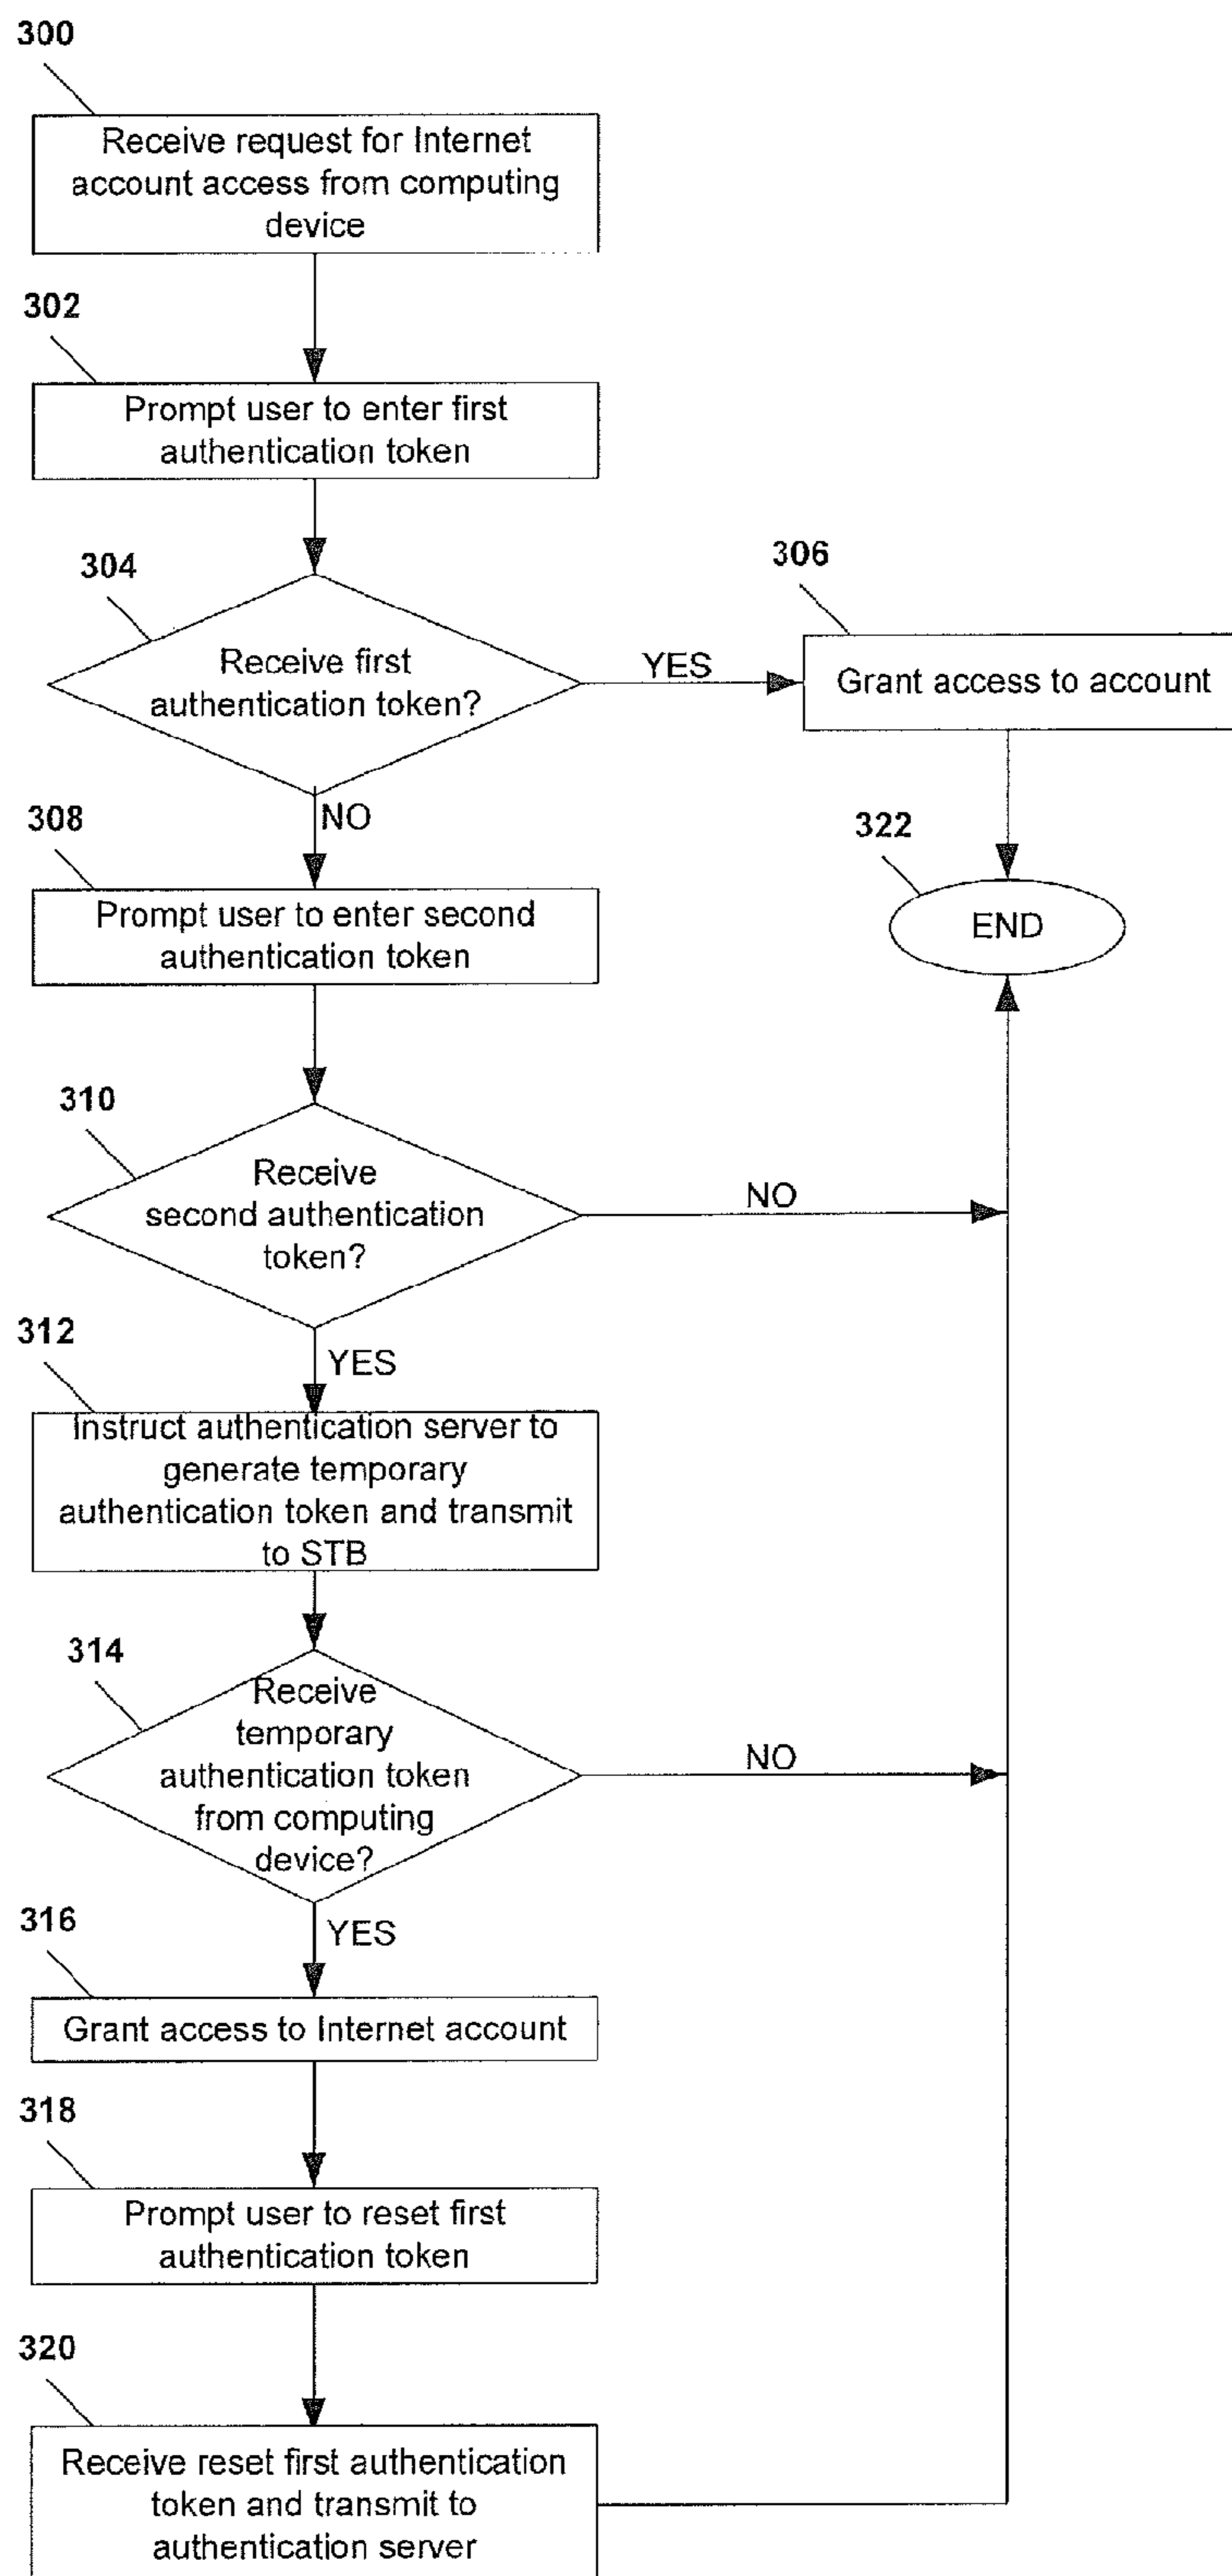 300
Receive request for Internet
account access from computing
device
302
Prompt user to enter first
authentication token
304
Receive first
authentication token?
YES
306
Grant access to account
NO
308
Prompt user to enter second
authentication token
322
END
310
Receive
second authentication
token?
NO
YES
312
Instruct authentication server to
generate temporary
authentication token and transmit
to STB
314
Receive
temporary
authentication token
from computing
device?
NO
YES
316
Grant access to Internet account
318
Prompt user to reset first
authentication token
320
Receive reset first authentication
token and transmit to
authentication server